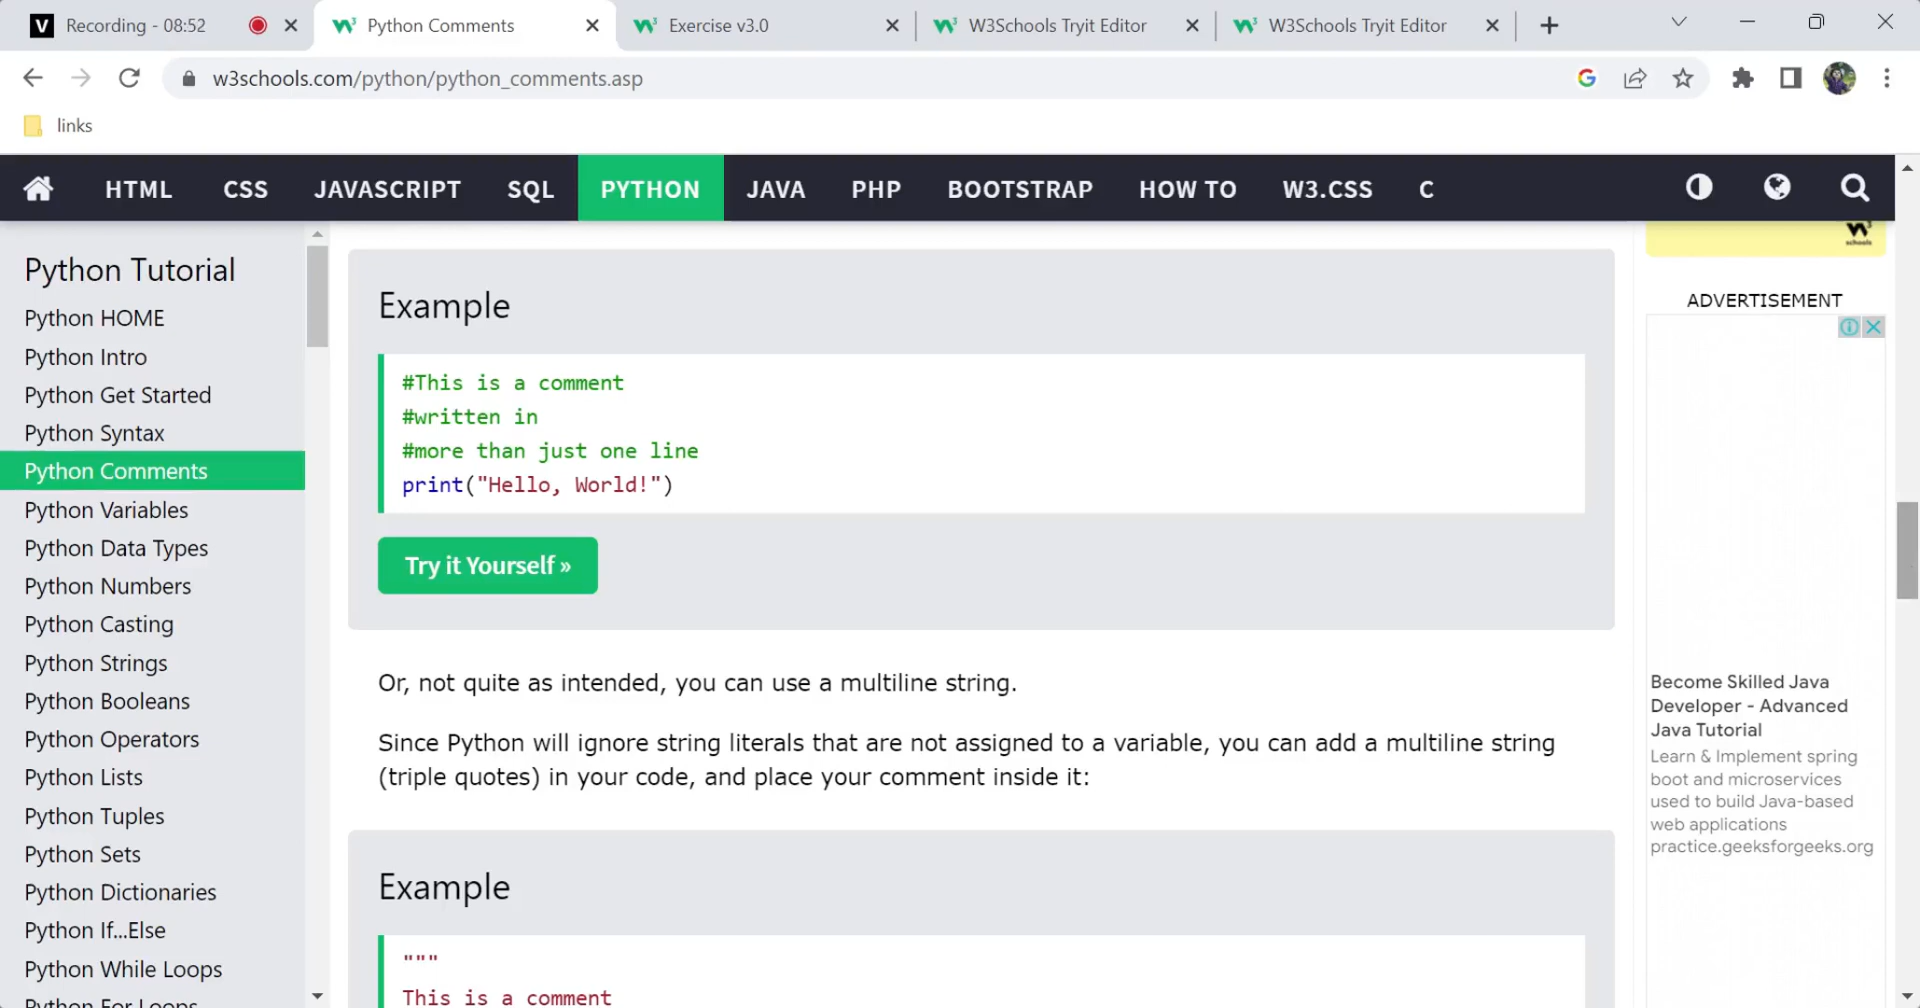 Recording - 08:52
Python Comments
Exercise v3.0
W3Schools Tryit Editor
W3Schools Tryit Editor
w3schools.com/python/python_comments.asp
links
HTML CSS JAVASCRIPT SQL PYTHON JAVA PHP BOOTSTRAP HOW TO W3.CSS C
Python Tutorial
Python HOME
Python Intro
Python Get Started
Python Syntax
Python Comments
Python Variables
Python Data Types
Python Numbers
Python Casting
Python Strings
Python Booleans
Python Operators
Python Lists
Python Tuples
Python Sets
Python Dictionaries
Python If...Else
Python While Loops
Python For Loops
Example
#This is a comment
#written in
#more than just one line
print("Hello, World!")
Try it Yourself »
Or, not quite as intended, you can use a multiline string.
Since Python will ignore string literals that are not assigned to a variable, you can add a multiline string
(triple quotes) in your code, and place your comment inside it:
Example
"""
This is a comment
schools
ADVERTISEMENT
Become Skilled Java
Developer - Advanced
Java Tutorial
Learn & Implement spring
boot and microservices
used to build Java-based
web applications
practice.geeksforgeeks.org